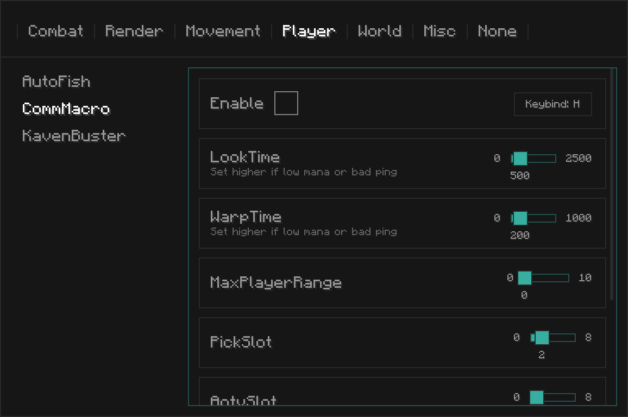 Combat Render Movement Player World Misc None
AutoFish
CommMacro
KavenBuster
Enable Keybind: M
LookTime
Set higher if low mana or bad ping
0 2500
500
WarpTime
Set higher if low mana or bad ping
0 1000
200
MaxPlayerRange
0 10
0
PickSlot
0 8
2
AotvSlot
0 8